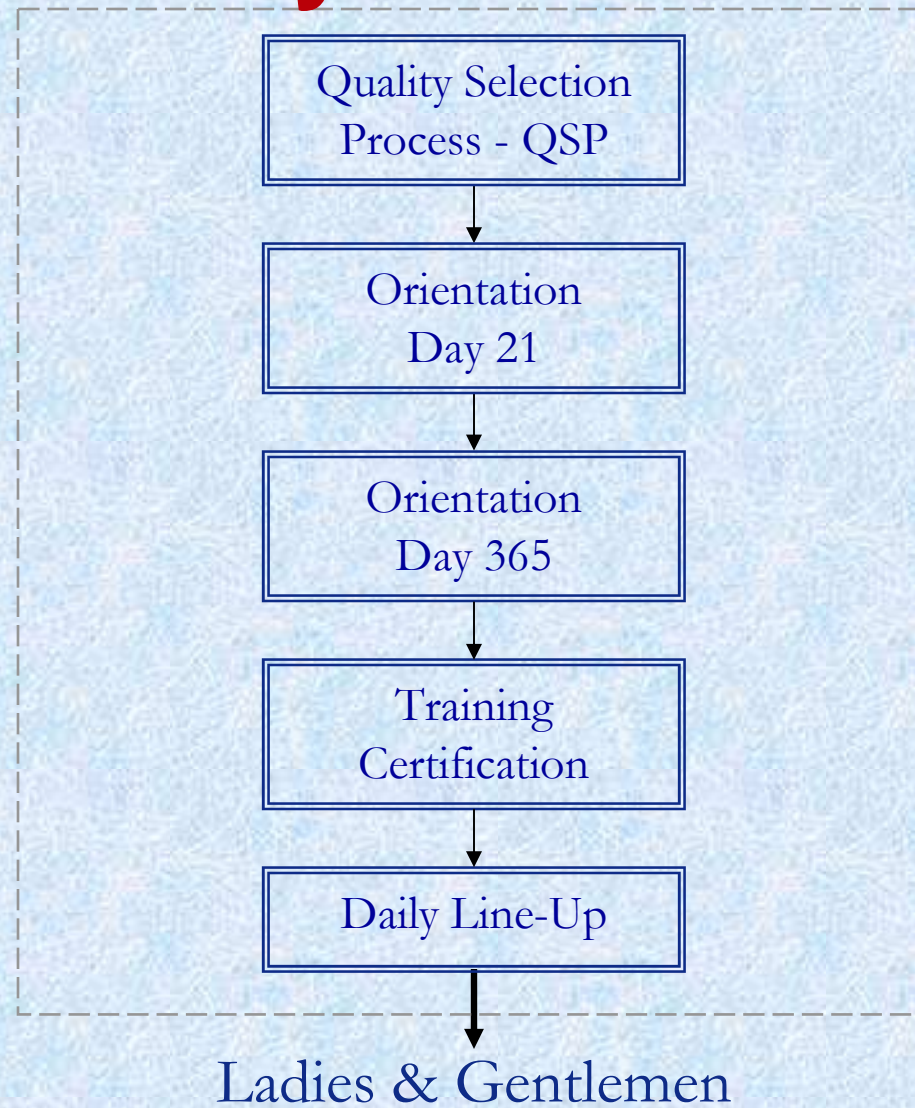 Quality Selection
Process - QSP
Orientation
Day 21
Orientation
Day 365
Training
Certification
Daily Line-Up
Ladies & Gentlemen